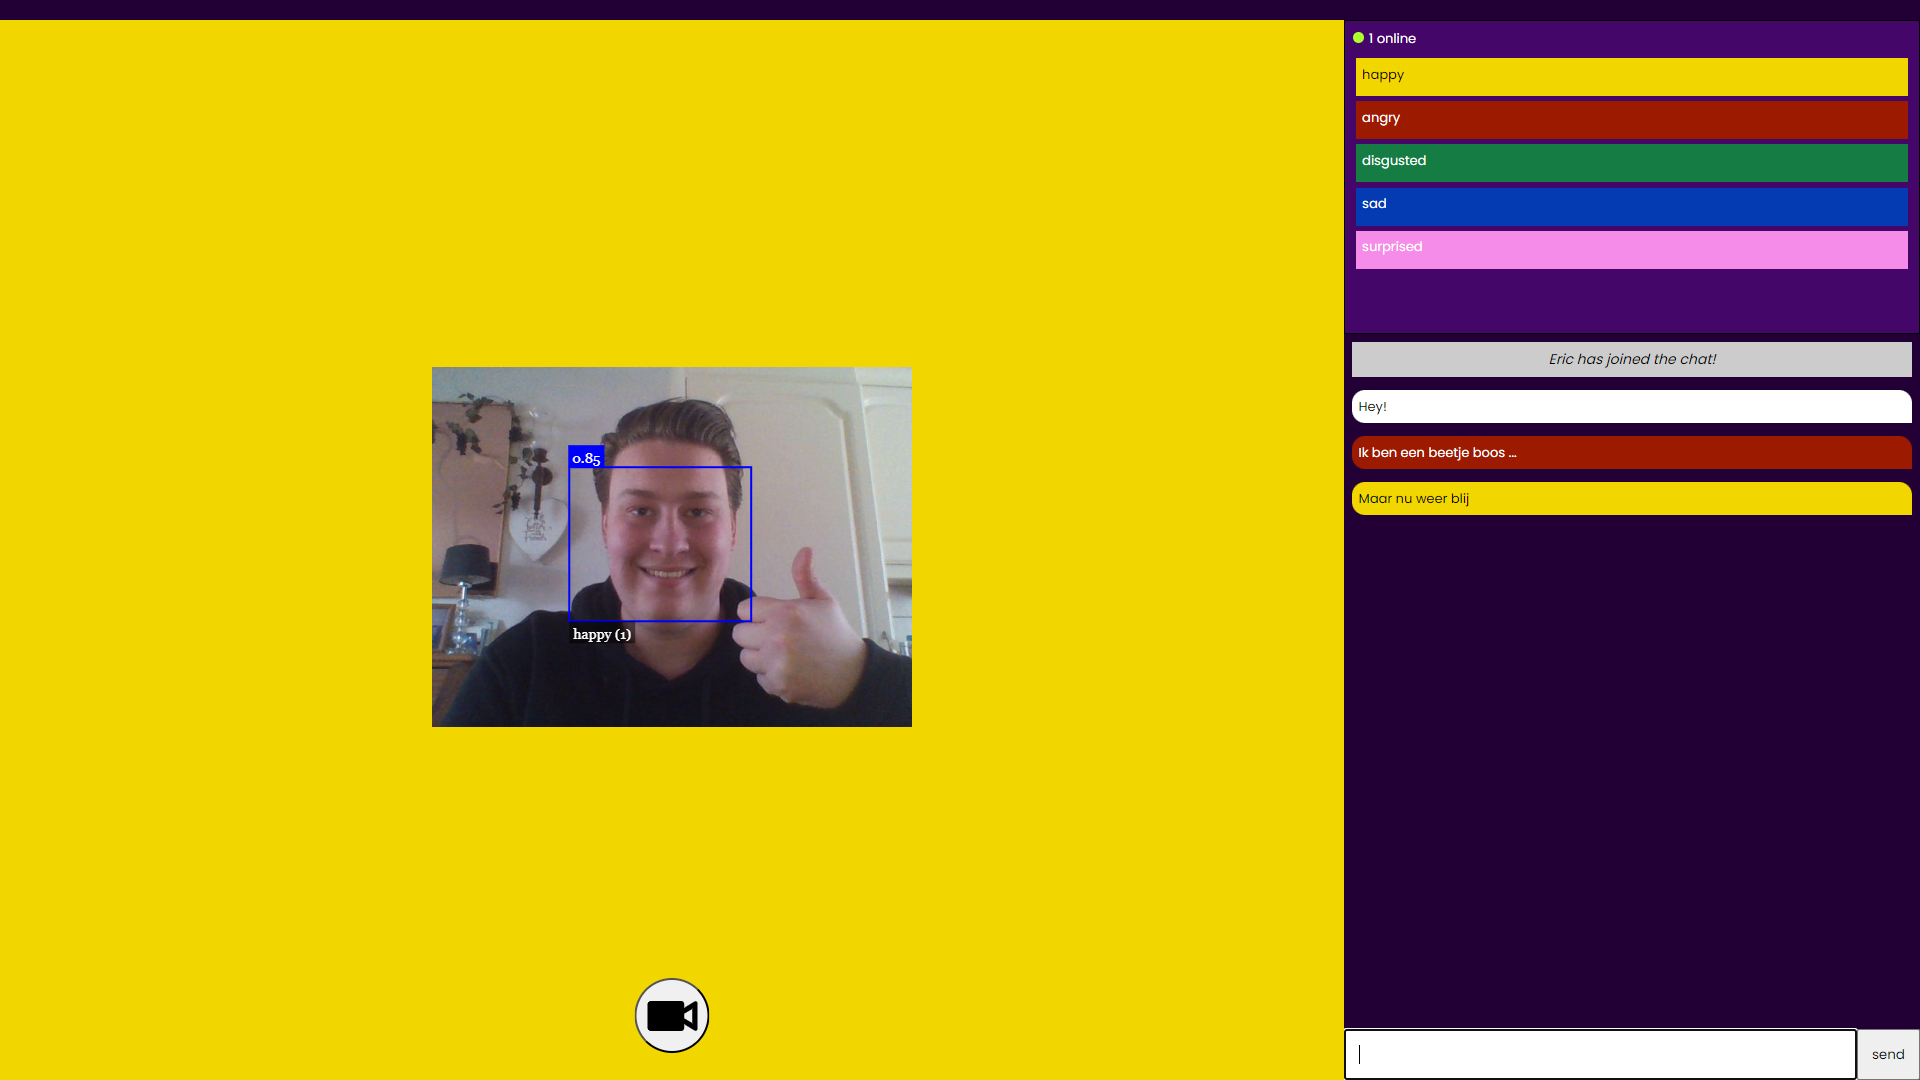 1 online
happy
angry
disgusted
sad
surprised
Eric has joined the chat!
Hey!
Ik ben een beetje boos ...
Maar nu weer blij
0.85
happy (1)
send